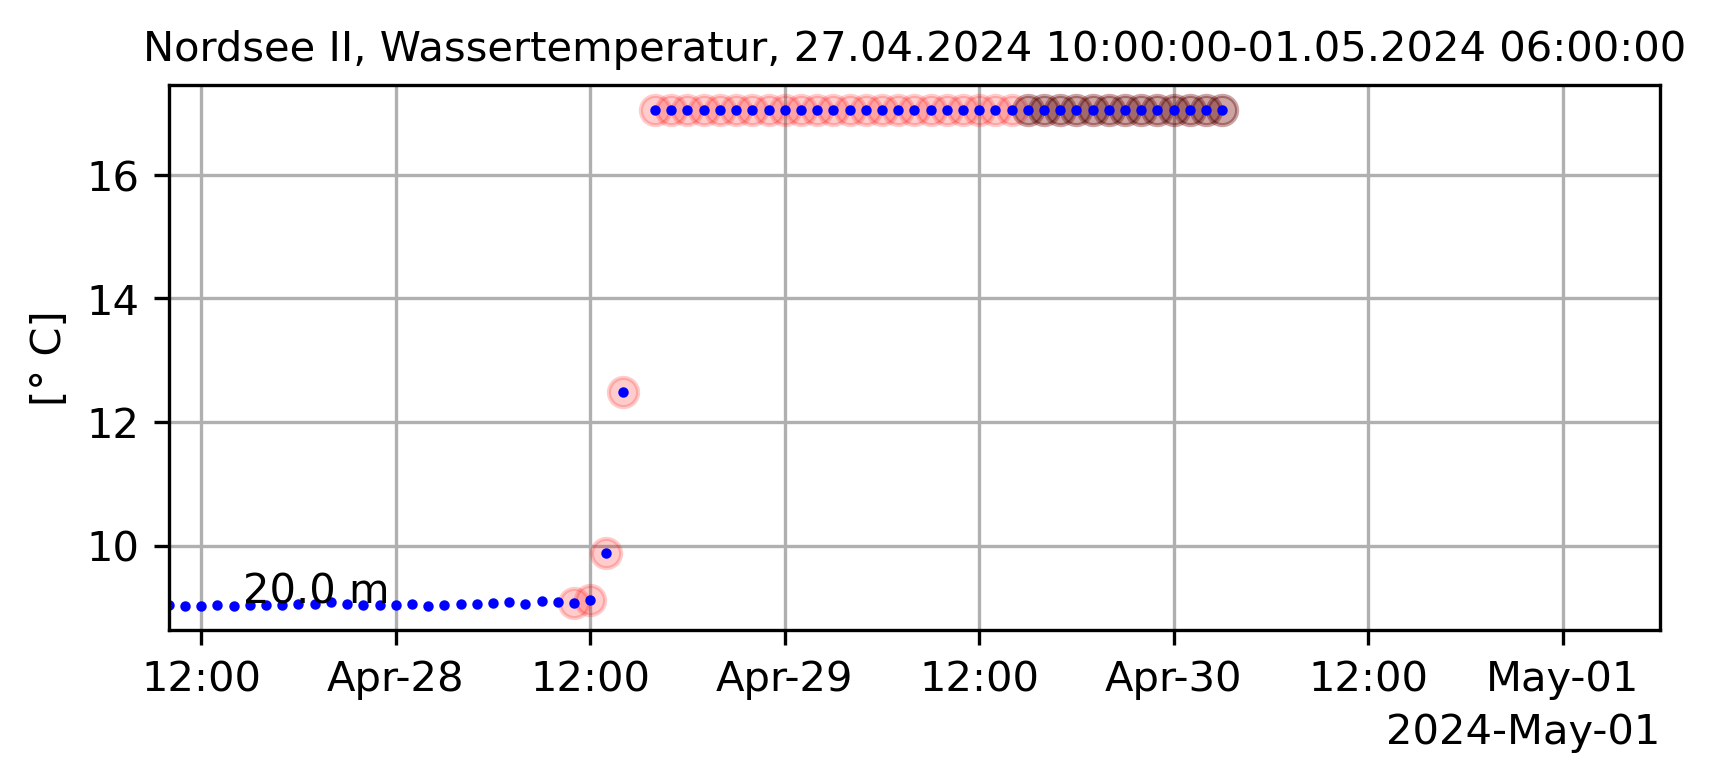 Nordsee II, Wassertemperatur, 27.04.2024 10:00:00-01.05.2024 06:00:00
[° C]
16
14
12
10
20.0 m
12:00 Apr-28 12:00 Apr-29 12:00 Apr-30 12:00 May-01
2024-May-01